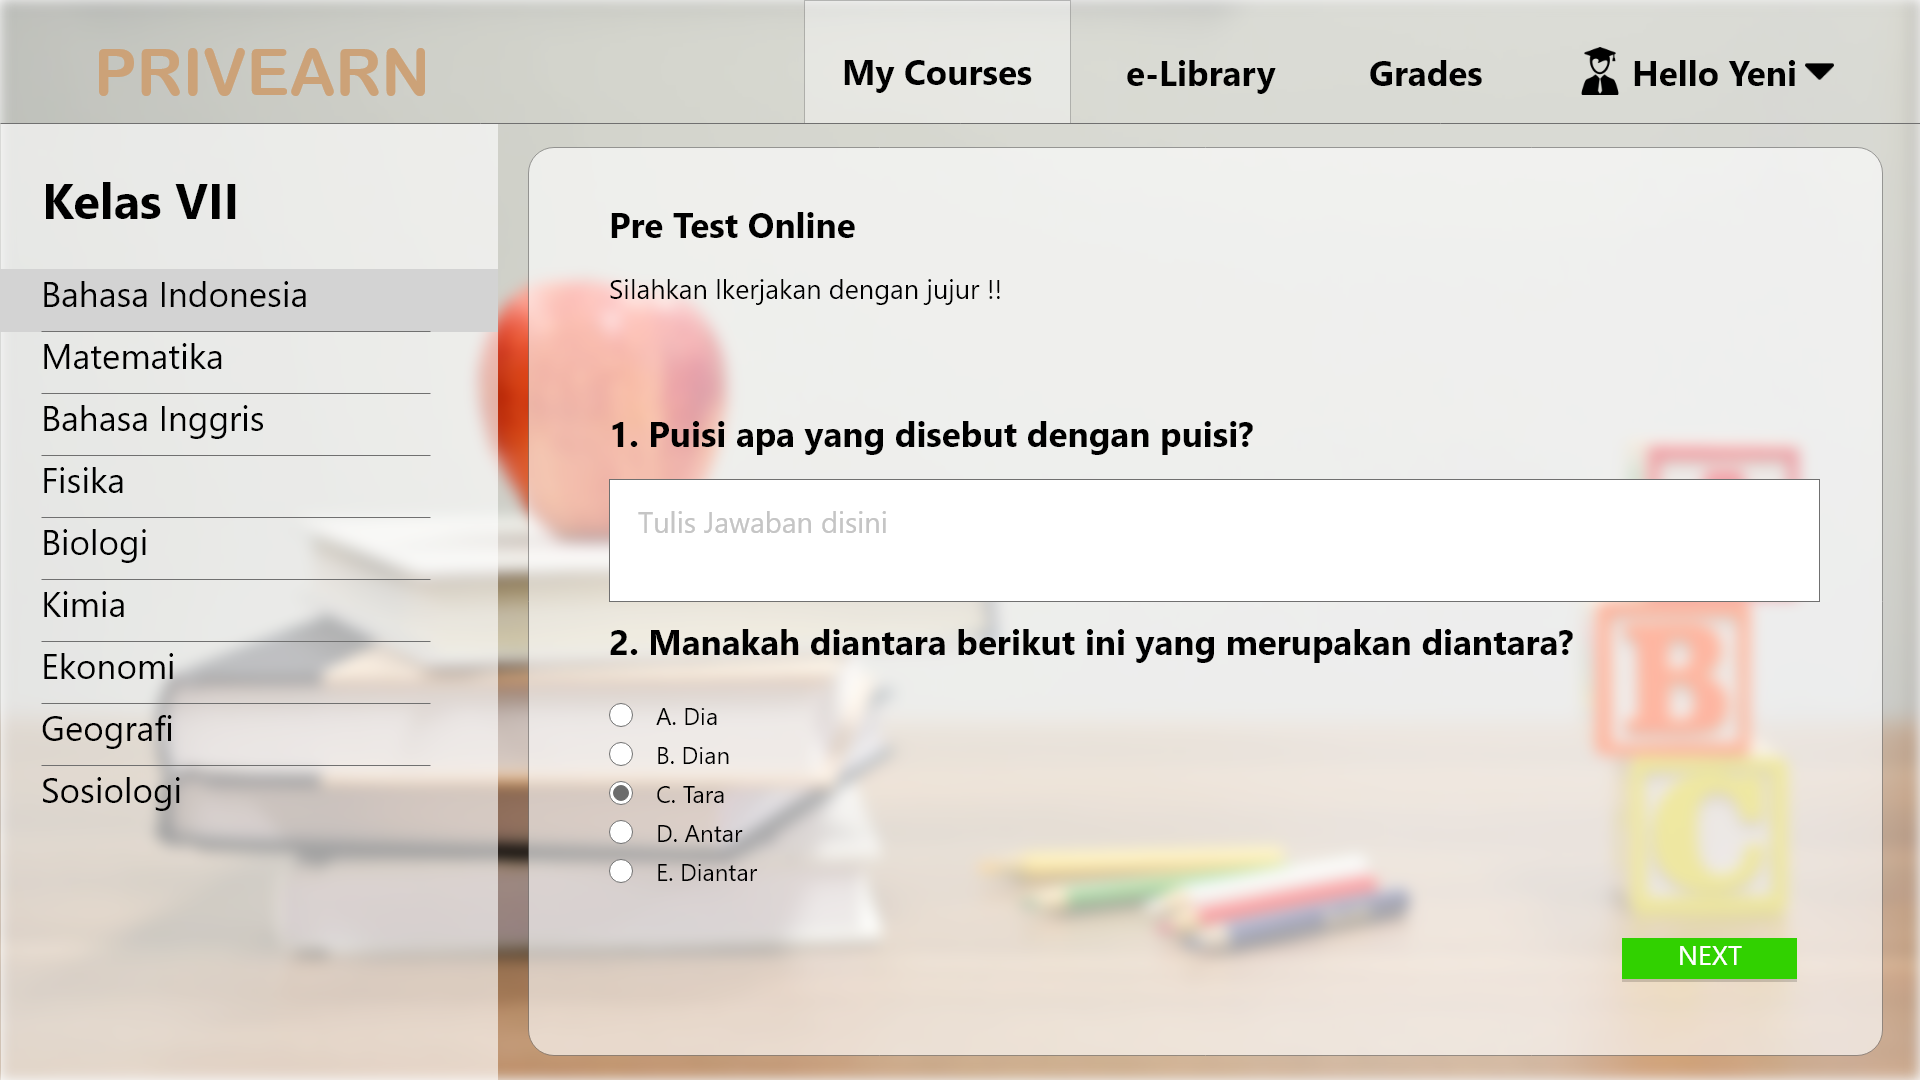 PRIVEARN
My Courses
e-Library
Grades
Hello Yeni
Kelas VII
Bahasa Indonesia
Matematika
Bahasa Inggris
Fisika
Biologi
Kimia
Ekonomi
Geografi
Sosiologi
Pre Test Online
Silahkan lkerjakan dengan jujur !!
1. Puisi apa yang disebut dengan puisi?
Tulis Jawaban disini
2. Manakah diantara berikut ini yang merupakan diantara?
A. Dia
B. Dian
C. Tara
D. Antar
E. Diantar
B
C
NEXT